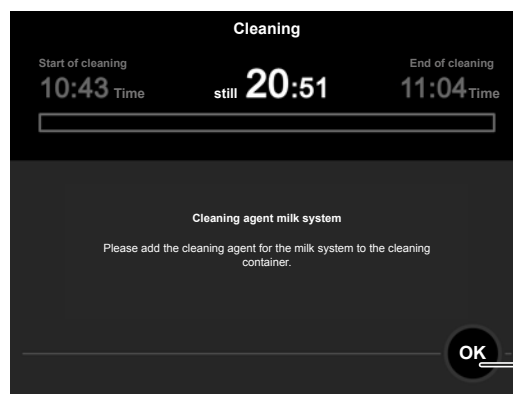 Cleaning
Start of cleaning
10:43 Time
still 20:51
End of cleaning
11:04 Time
Cleaning agent milk system
Please add the cleaning agent for the milk system to the cleaning
container.
OK